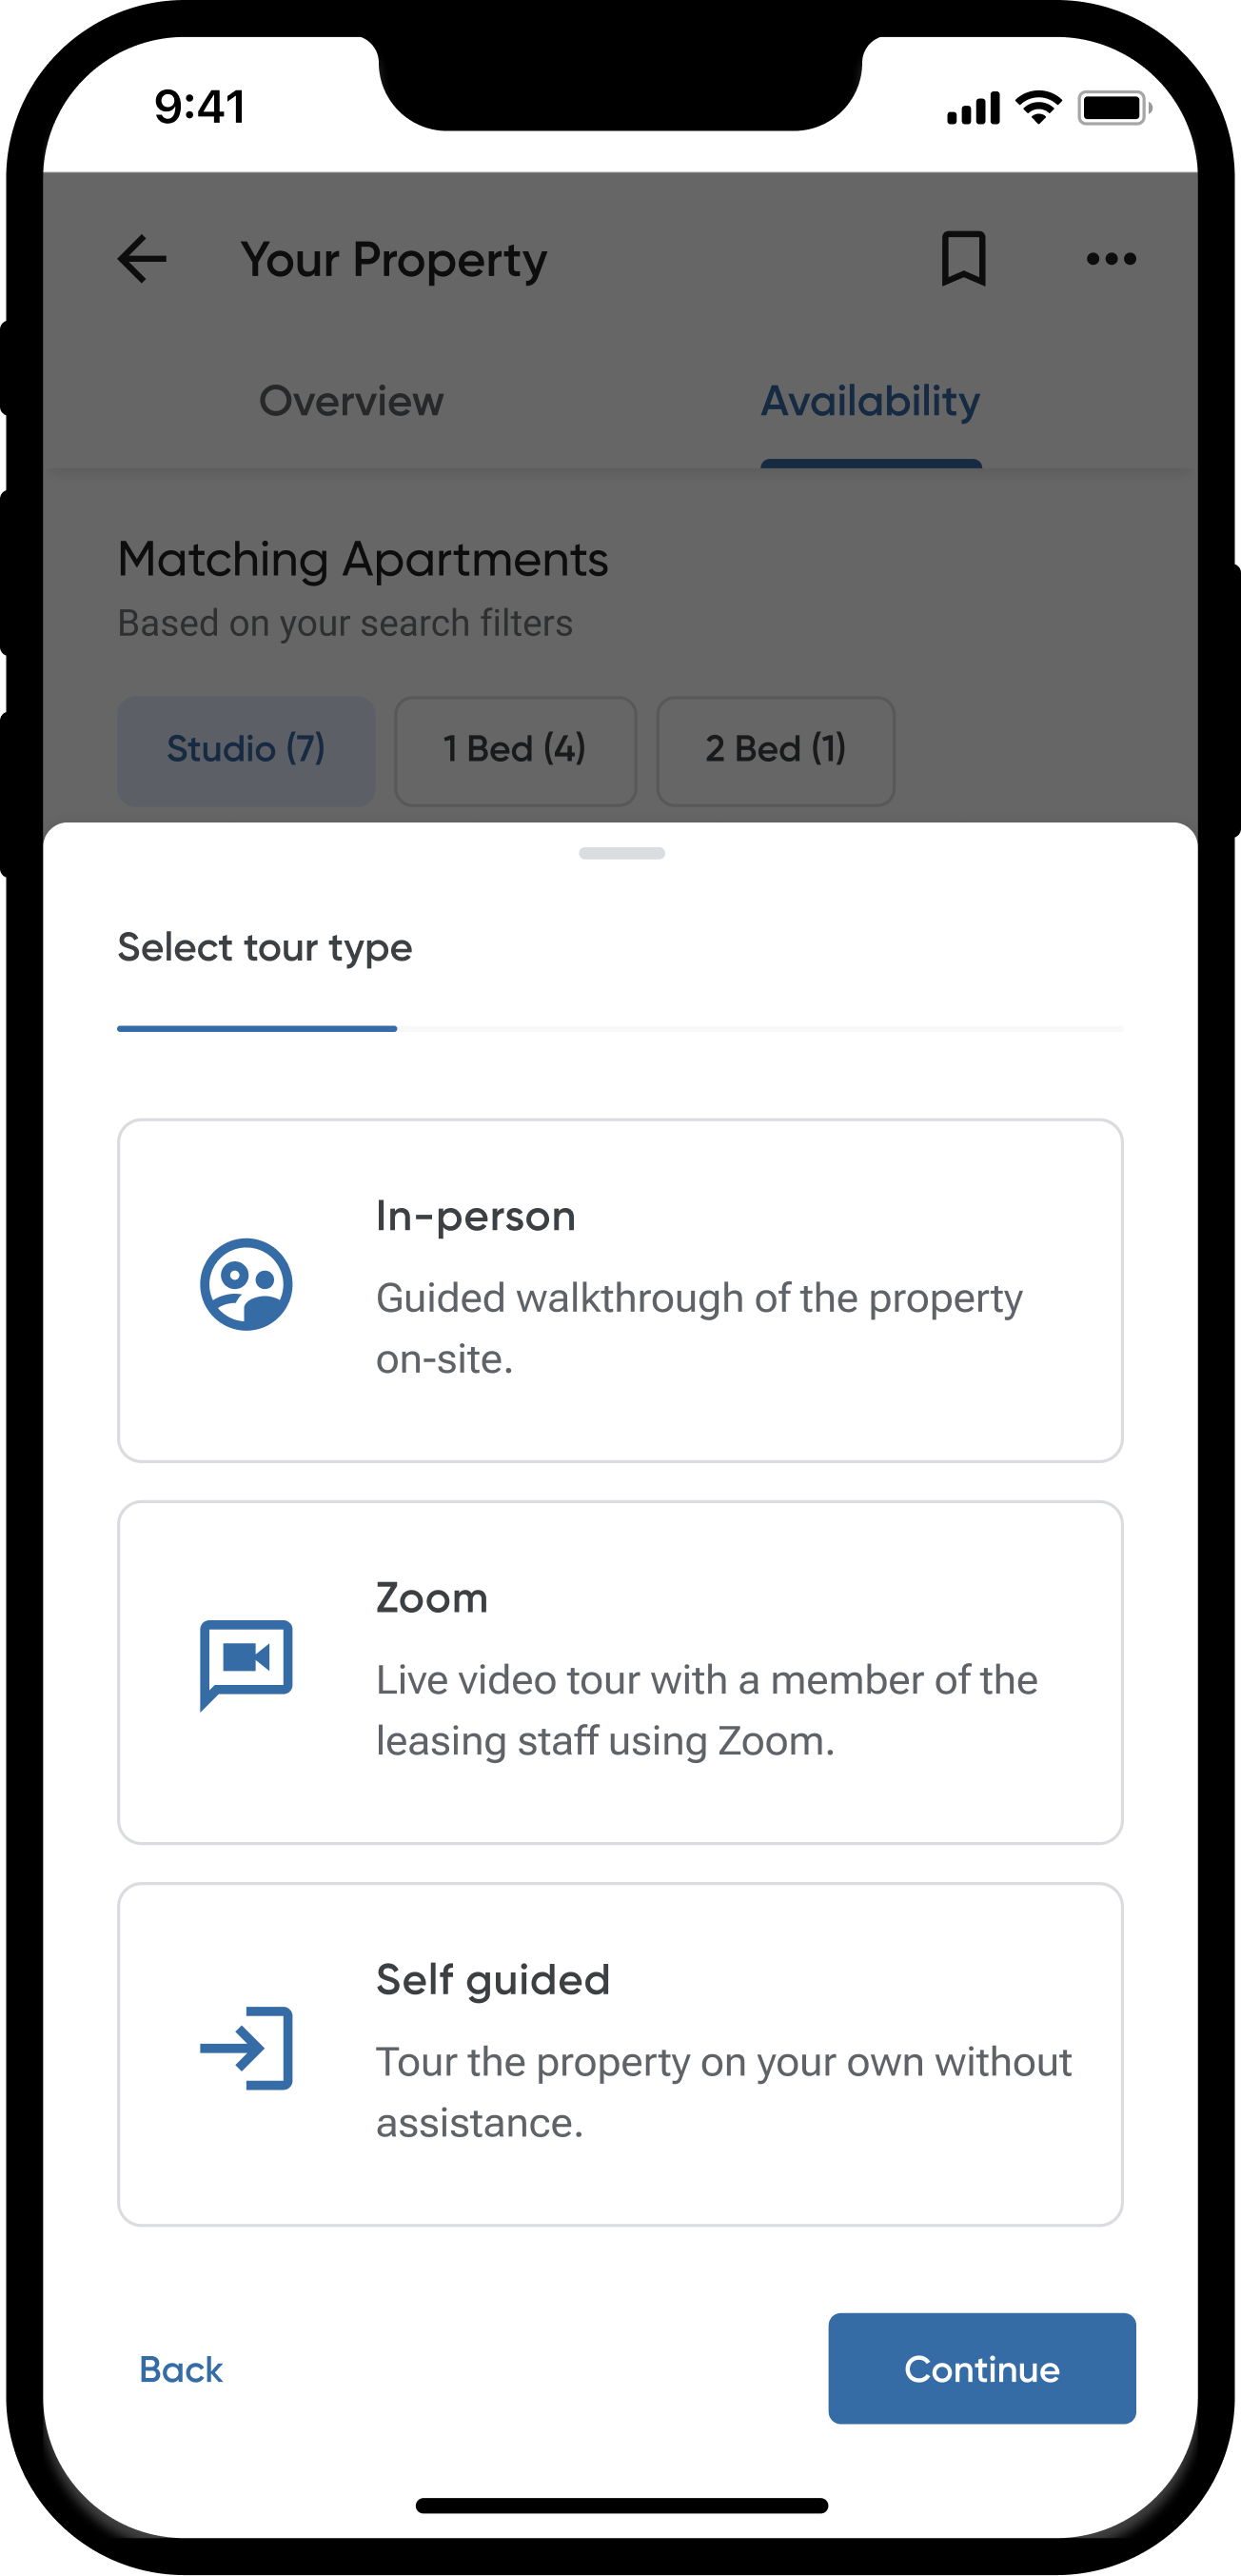 9:41
Your Property
Overview Availability
Matching Apartments
Based on your search filters
Studio (7) 1 Bed (4) 2 Bed (1)
Select tour type
In-person
Guided walkthrough of the property
on-site.
Zoom
Live video tour with a member of the
leasing staff using Zoom.
Self guided
Tour the property on your own without
assistance.
Back Continue